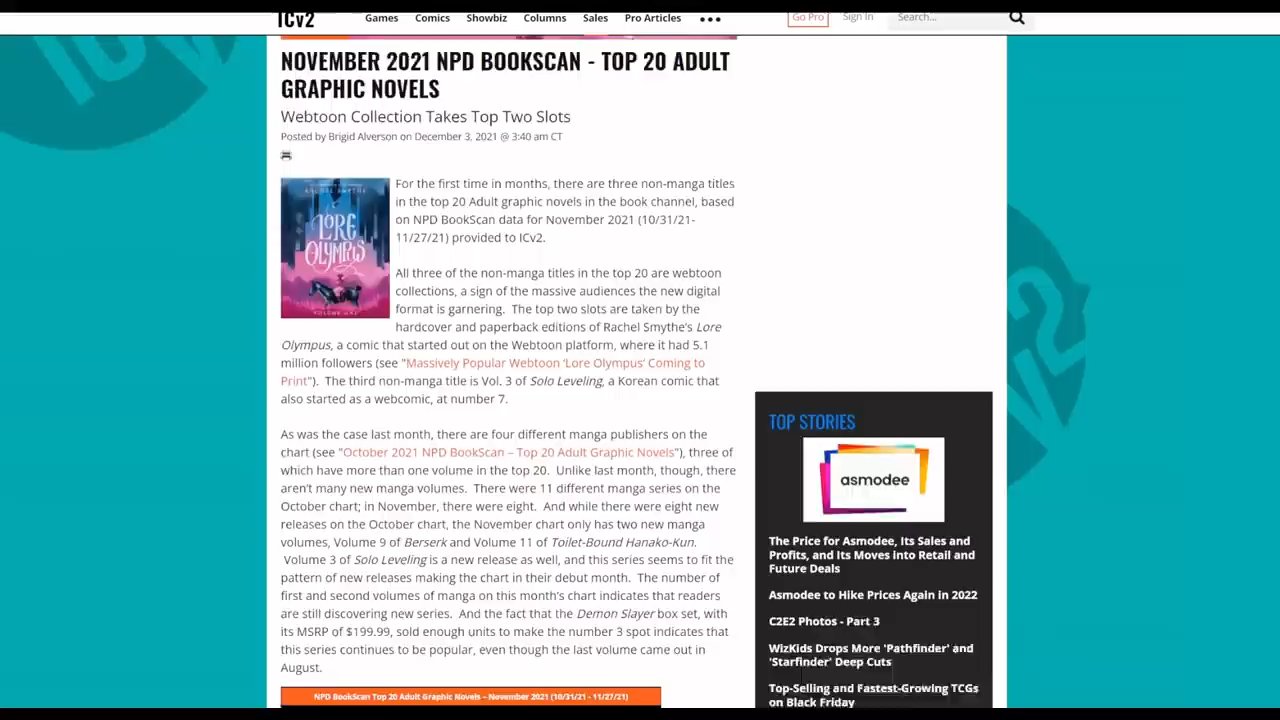 ICv2
Games
Comics
Showbiz
Columns
Sales
Pro Articles
Go Pro
Sign In
Search...
NOVEMBER 2021 NPD BOOKSCAN - TOP 20 ADULT
GRAPHIC NOVELS
Webtoon Collection Takes Top Two Slots
Posted by Brigid Alverson on December 3, 2021 @ 3:40 am CT
RACHEL SMYTHE
LORE
OLYMPUS
VOLUME ONE
For the first time in months, there are three non-manga titles
in the top 20 Adult graphic novels in the book channel, based
on NPD BookScan data for November 2021 (10/31/21-
11/27/21) provided to ICv2.
All three of the non-manga titles in the top 20 are webtoon
collections, a sign of the massive audiences the new digital
format is garnering. The top two slots are taken by the
hardcover and paperback editions of Rachel Smythe's Lore
Olympus, a comic that started out on the Webtoon platform, where it had 5.1
million followers (see "Massively Popular Webtoon 'Lore Olympus' Coming to
Print"). The third non-manga title is Vol. 3 of Solo Leveling, a Korean comic that
also started as a webcomic, at number 7.
As was the case last month, there are four different manga publishers on the
chart (see "October 2021 NPD BookScan – Top 20 Adult Graphic Novels"), three of
which have more than one volume in the top 20. Unlike last month, though, there
aren't many new manga volumes. There were 11 different manga series on the
October chart; in November, there were eight. And while there were eight new
releases on the October chart, the November chart only has two new manga
volumes, Volume 9 of Berserk and Volume 11 of Toilet-Bound Hanako-Kun.
Volume 3 of Solo Leveling is a new release as well, and this series seems to fit the
pattern of new releases making the chart in their debut month. The number of
first and second volumes of manga on this month's chart indicates that readers
are still discovering new series. And the fact that the Demon Slayer box set, with
its MSRP of $199.99, sold enough units to make the number 3 spot indicates that
this series continues to be popular, even though the last volume came out in
August.
NPD BookScan Top 20 Adult Graphic Novels – November 2021 (10/31/21 - 11/27/21)
TOP STORIES
asmodee
The Price for Asmodee, Its Sales and
Profits, and Its Moves into Retail and
Future Deals
Asmodee to Hike Prices Again in 2022
C2E2 Photos - Part 3
WizKids Drops More 'Pathfinder' and
'Starfinder' Deep Cuts
Top-Selling and Fastest-Growing TCGs
on Black Friday